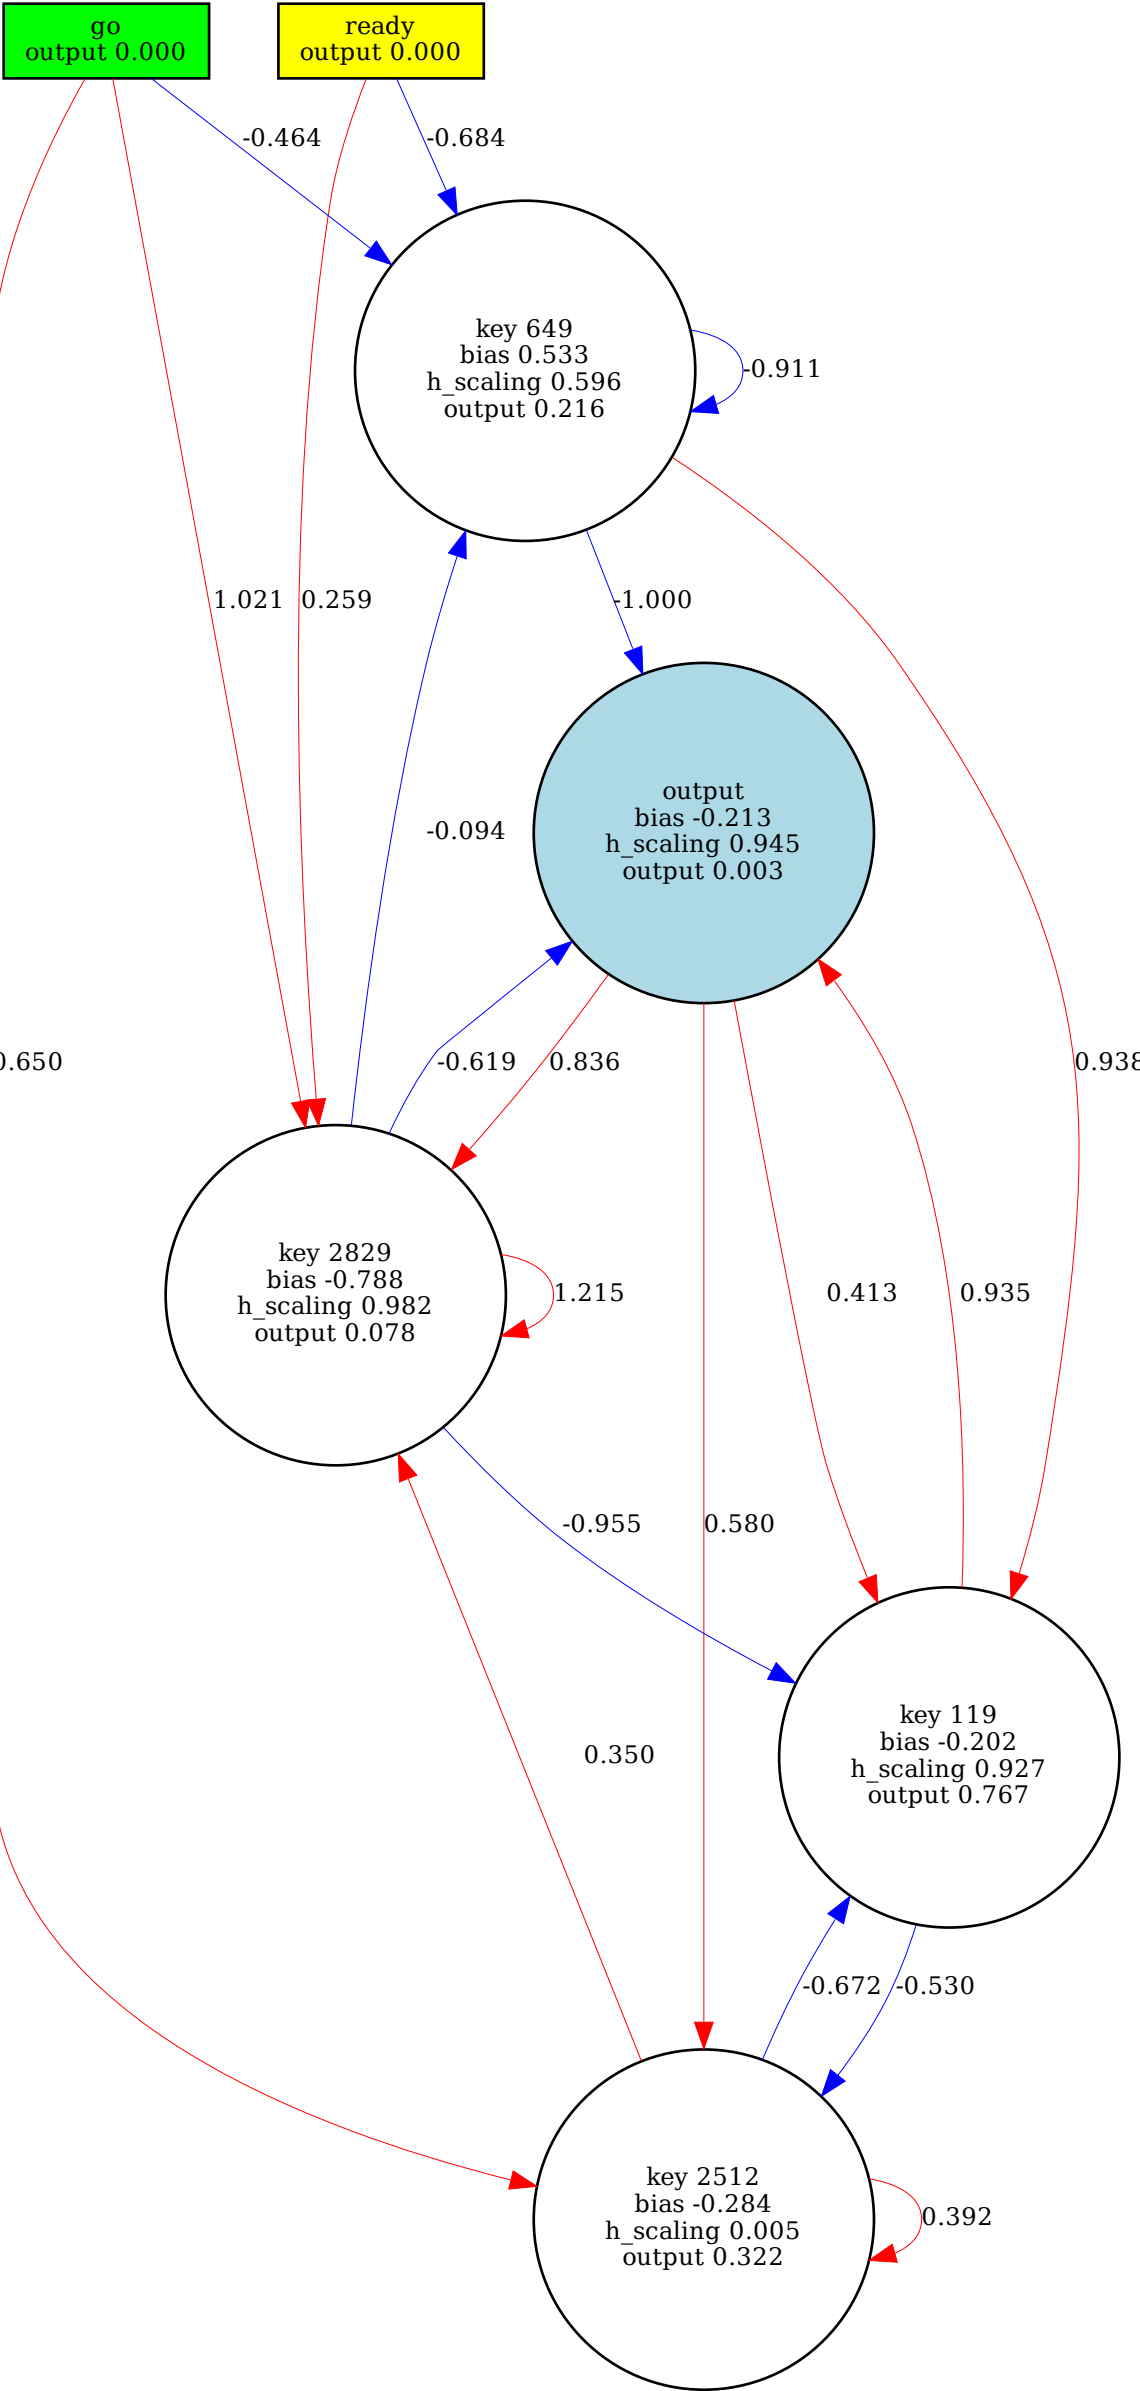 go
output 0.000
ready
output 0.000
-0.464
-0.684
key 649
bias 0.533
h_scaling 0.596
output 0.216
-0.911
1.021
0.259
-1.000
output
bias -0.213
h_scaling 0.945
output 0.003
-0.094
0.650
-0.619
0.836
0.938
key 2829
bias -0.788
h_scaling 0.982
output 0.078
1.215
0.413
0.935
-0.955
0.580
key 119
bias -0.202
h_scaling 0.927
output 0.767
0.350
-0.672
-0.530
key 2512
bias -0.284
h_scaling 0.005
output 0.322
0.392